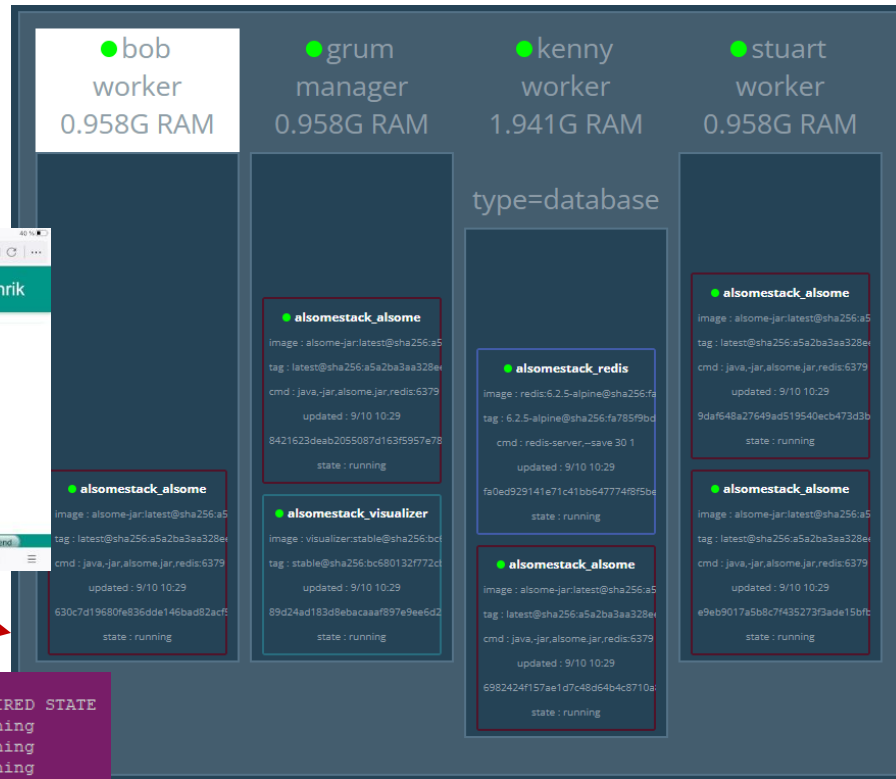 bob
worker
0.958G RAM
grum
manager
0.958G RAM
kenny
worker
1.941G RAM
type=database
stuart
worker
0.958G RAM
40 %
alsomestack_alsome
image : alsome-jar:latest@sha256:a5
tag : latest@sha256:a5a2ba3aa328e
cmd : java,-jar,alsome.jar,redis:6379
updated : 9/10 10:29
630c7d19680fe836dde146bad82acf5
state : running
alsomestack_alsome
image : alsome-jar:latest@sha256:a5
tag : latest@sha256:a5a2ba3aa328e
cmd : java,-jar,alsome.jar,redis:6379
updated : 9/10 10:29
8421623deab2055087d163f5957e78
state : running
alsomestack_visualizer
image : visualizer:stable@sha256:bc
tag : stable@sha256:bc680132f772c
updated : 9/10 10:29
89d24ad183d8ebacaaaf897e9ee6d2
state : running
alsomestack_redis
image : redis:6.2.5-alpine@sha256:fa
tag : 6.2.5-alpine@sha256:fa785f9bd
cmd : redis-server,--save 30 1
updated : 9/10 10:29
fa0ed929141e71c41bb647774f8f5be
state : running
alsomestack_alsome
image : alsome-jar:latest@sha256:a5
tag : latest@sha256:a5a2ba3aa328e
cmd : java,-jar,alsome.jar,redis:6379
updated : 9/10 10:29
6982424f157ae1d7c48d64b4c8710a
state : running
alsomestack_alsome
image : alsome-jar:latest@sha256:a5
tag : latest@sha256:a5a2ba3aa328e
cmd : java,-jar,alsome.jar,redis:6379
updated : 9/10 10:29
9daf648a27649ad519540ecb473d3b
state : running
alsomestack_alsome
image : alsome-jar:latest@sha256:a5
tag : latest@sha256:a5a2ba3aa328e
cmd : java,-jar,alsome.jar,redis:6379
updated : 9/10 10:29
e9eb9017a5b8c7f435273f3ade15bfb
state : running
nrik
end
IRED STATE
ning
ning
ning